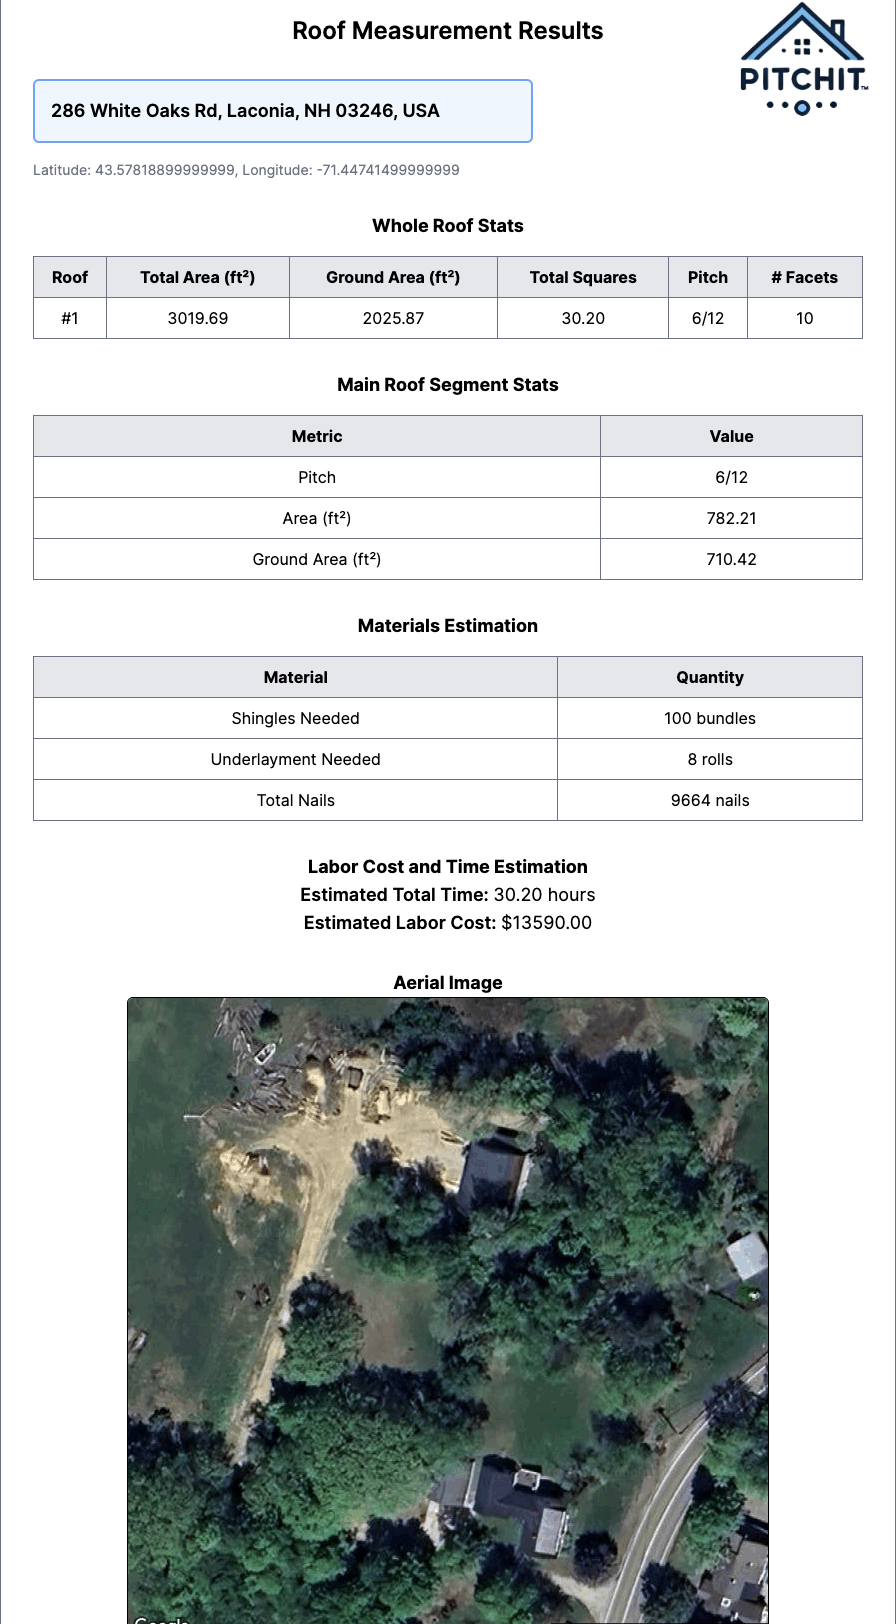 Roof Measurement Results
PITCHIT™
286 White Oaks Rd, Laconia, NH 03246, USA
Latitude: 43.57818899999999, Longitude: -71.44741499999999
Whole Roof Stats
Roof Total Area (ft²) Ground Area (ft²) Total Squares Pitch # Facets
#1 3019.69 2025.87 30.20 6/12 10
Main Roof Segment Stats
Metric Value
Pitch 6/12
Area (ft²) 782.21
Ground Area (ft²) 710.42
Materials Estimation
Material Quantity
Shingles Needed 100 bundles
Underlayment Needed 8 rolls
Total Nails 9664 nails
Labor Cost and Time Estimation
Estimated Total Time: 30.20 hours
Estimated Labor Cost: $13590.00
Aerial Image
Google